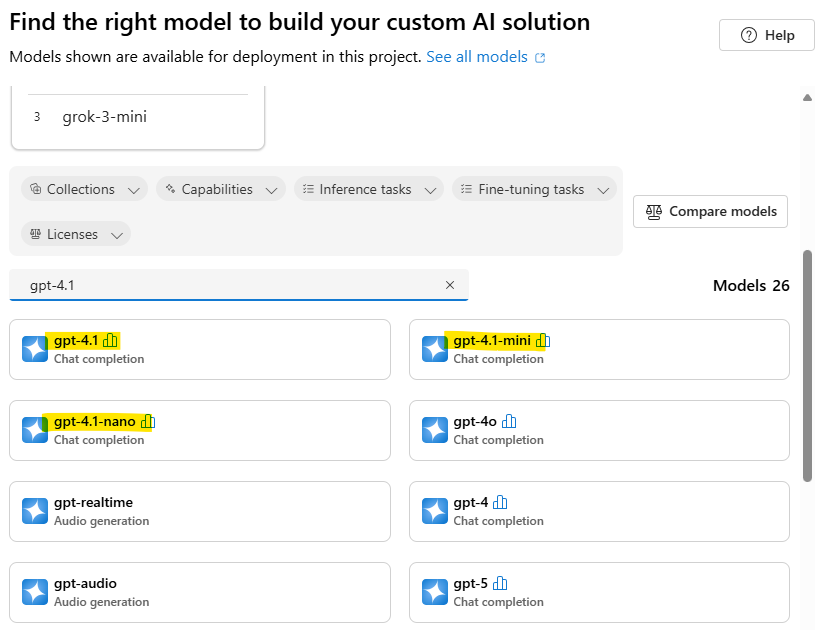 Find the right model to build your custom AI solution
Help
Models shown are available for deployment in this project. See all models
3 grok-3-mini
Collections Capabilities Inference tasks Fine-tuning tasks
Compare models
Licenses
gpt-4.1
Models 26
gpt-4.1
Chat completion
gpt-4.1-mini
Chat completion
gpt-4.1-nano
Chat completion
gpt-4o
Chat completion
gpt-realtime
Audio generation
gpt-4
Chat completion
gpt-audio
Audio generation
gpt-5
Chat completion